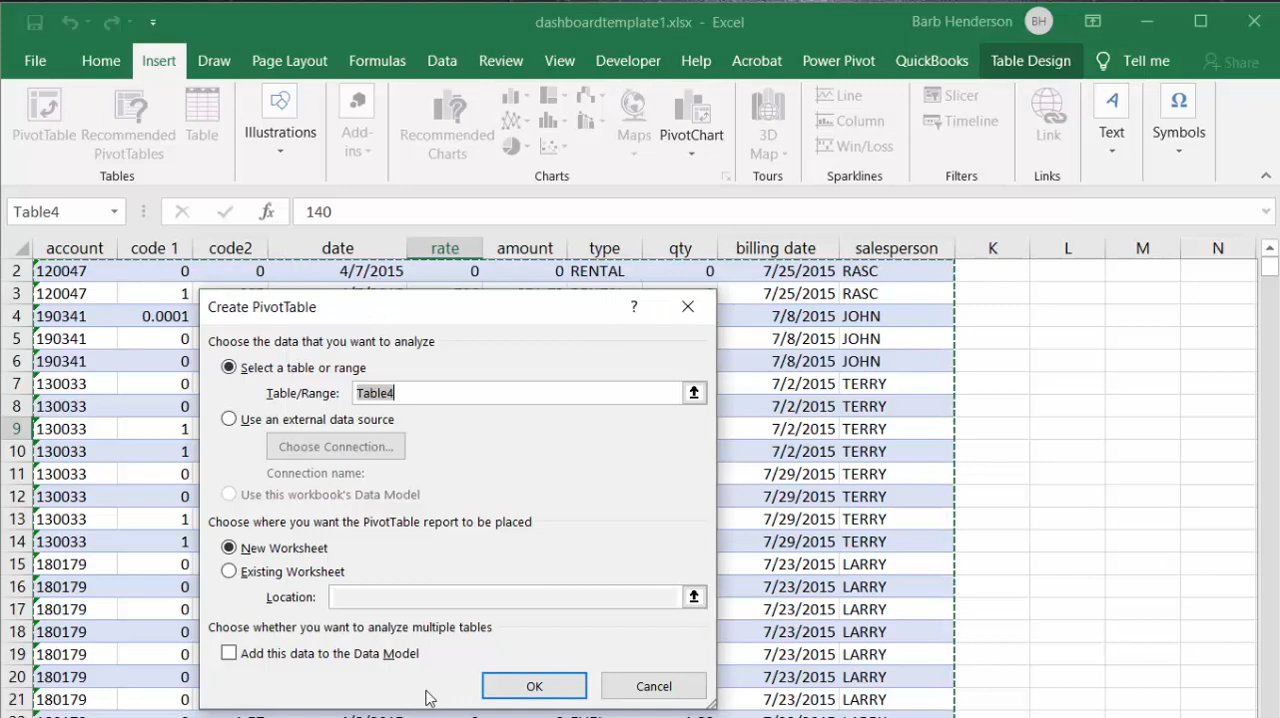 dashboardtemplate1.xlsx - Excel
Barb Henderson BH
File Home Insert Draw Page Layout Formulas Data Review View Developer Help Acrobat Power Pivot QuickBooks Table Design Tell me Share
PivotTable Recommended PivotTables Table
Tables
Illustrations
Add-ins
Recommended Charts
Maps PivotChart
Charts
3D Map
Tours
Line
Column
Win/Loss
Sparklines
Slicer
Timeline
Filters
Link
Links
A Text
Ω Symbols
Table4 fx 140
account code 1 code2 date rate amount type qty billing date salesperson K L M N
2 120047 0 0 4/7/2015 0 0 RENTAL 0 7/25/2015 RASC
3 120047 1 7/25/2015 RASC
4 190341 0.0001 7/8/2015 JOHN
5 190341 0 7/8/2015 JOHN
6 190341 0 7/8/2015 JOHN
7 130033 0 7/2/2015 TERRY
8 130033 0 7/2/2015 TERRY
9 130033 1 7/2/2015 TERRY
10 130033 1 7/2/2015 TERRY
11 130033 0 7/29/2015 TERRY
12 130033 0 7/29/2015 TERRY
13 130033 1 7/29/2015 TERRY
14 130033 1 7/29/2015 TERRY
15 180179 0 7/23/2015 LARRY
16 180179 0 7/23/2015 LARRY
17 180179 0 7/23/2015 LARRY
18 180179 0 7/23/2015 LARRY
19 180179 0 7/23/2015 LARRY
20 180179 0 7/23/2015 LARRY
21 180179 0 7/23/2015 LARRY
Create PivotTable ?
Choose the data that you want to analyze
Select a table or range
Table/Range: Table4
Use an external data source
Choose Connection...
Connection name:
Use this workbook's Data Model
Choose where you want the PivotTable report to be placed
New Worksheet
Existing Worksheet
Location:
Choose whether you want to analyze multiple tables
Add this data to the Data Model
OK Cancel